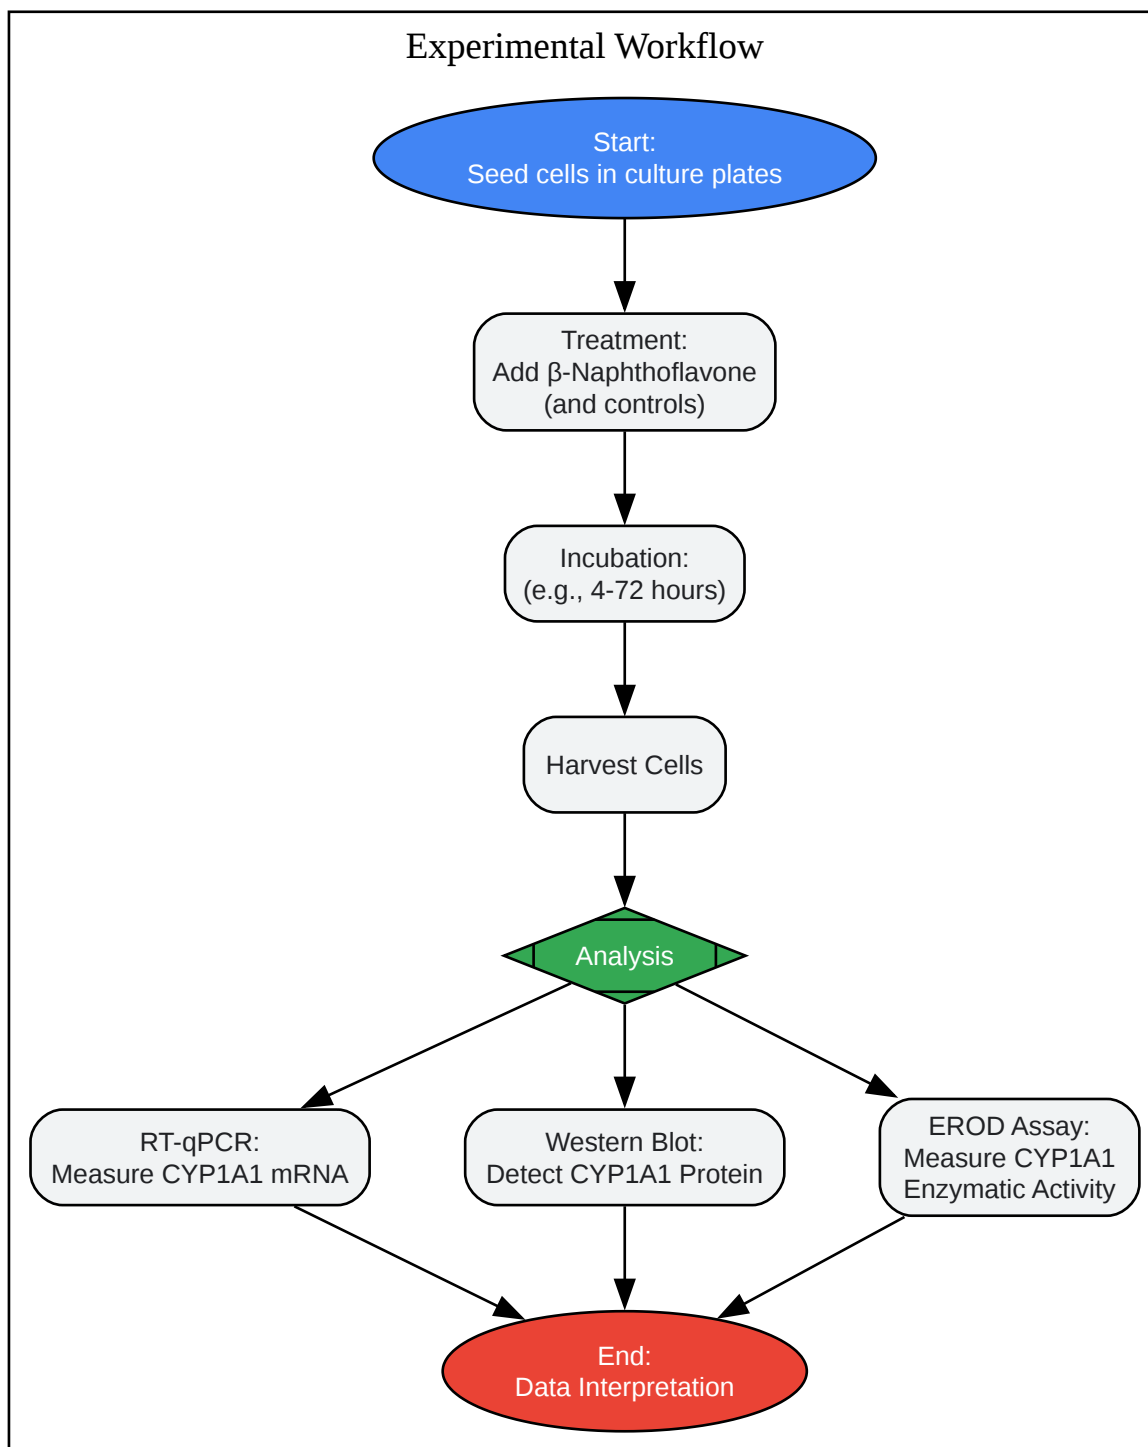 Experimental Workflow
Start:
Seed cells in culture plates
Treatment:
Add β-Naphthoflavone
(and controls)
Incubation:
(e.g., 4-72 hours)
Harvest Cells
Analysis
RT-qPCR:
Measure CYP1A1 mRNA
Western Blot:
Detect CYP1A1 Protein
EROD Assay:
Measure CYP1A1
Enzymatic Activity
End:
Data Interpretation